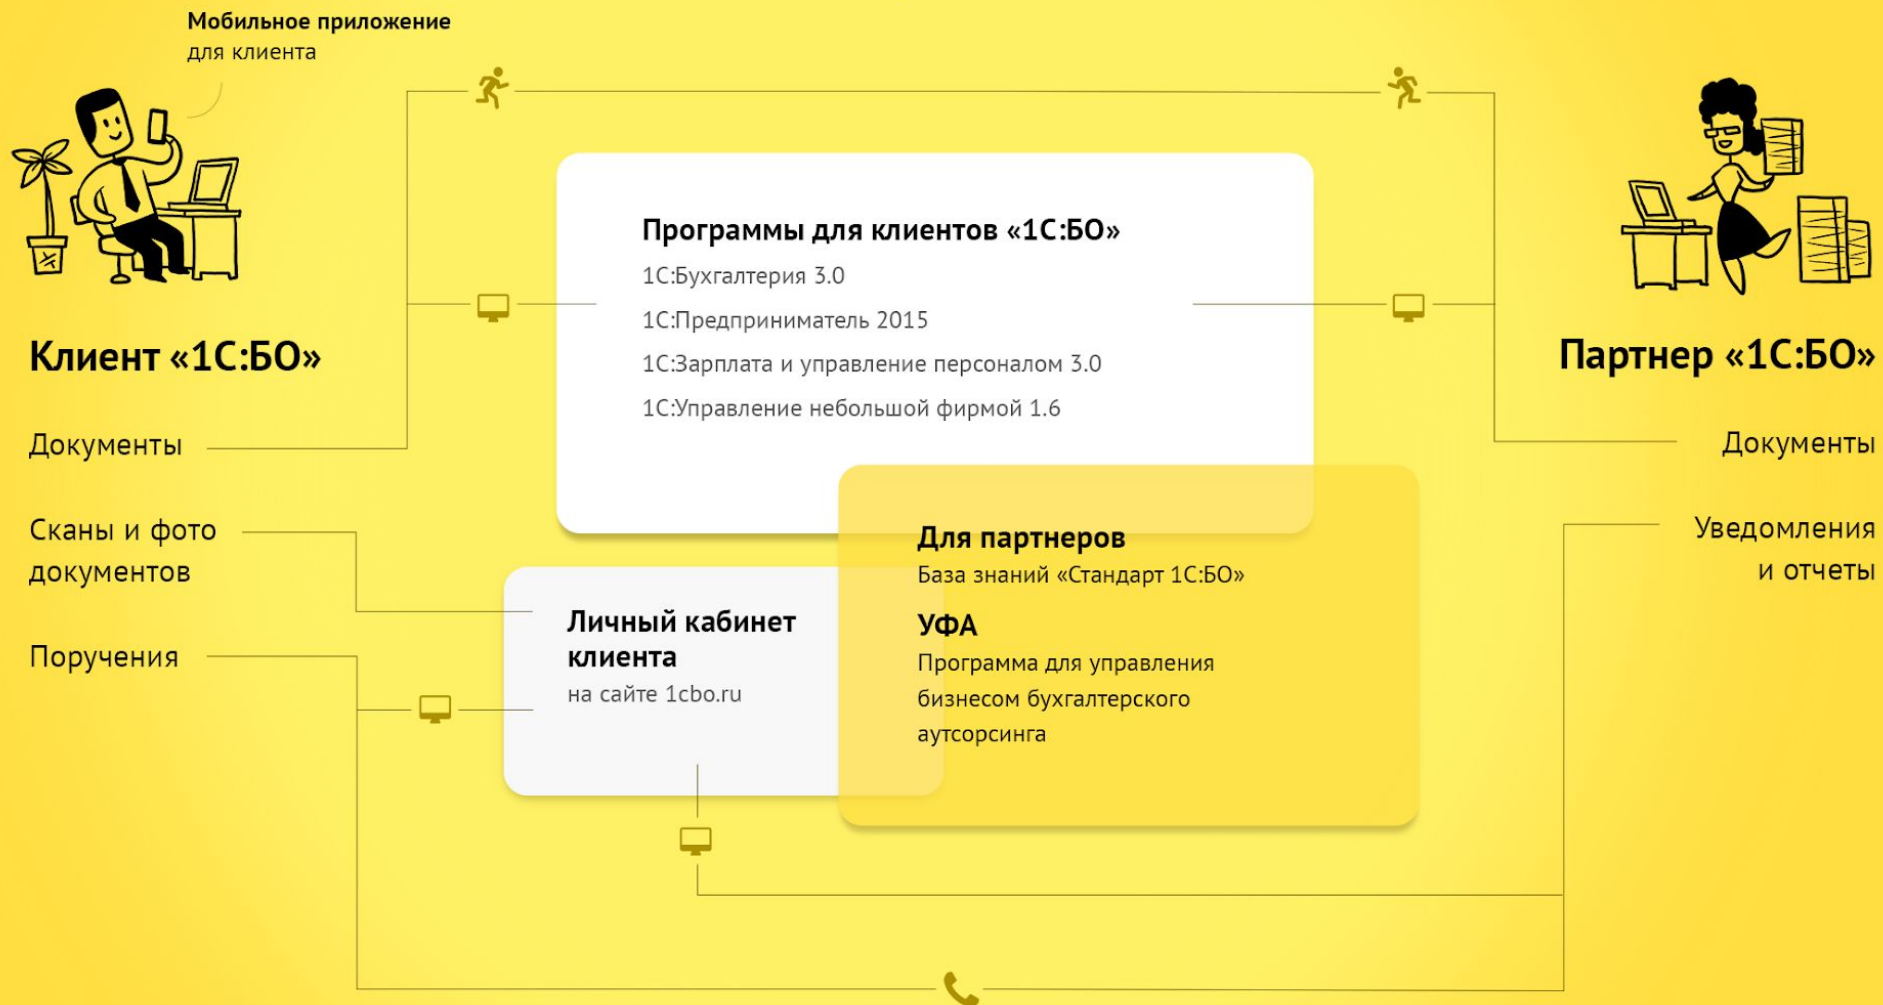 Мобильное приложение
для клиента
Программы для клиентов «1С:БО»
1С:Бухгалтерия 3.0
1С:Предприниматель 2015
1С:Зарплата и управление персоналом 3.0
1С:Управление небольшой фирмой 1.6
Клиент «1С:БО»
Документы
Сканы и фото
документов
Поручения
Личный кабинет
клиента
на сайте 1cbo.ru
Для партнеров
База знаний «Стандарт 1С:БО»
УФА
Программа для управления
бизнесом бухгалтерского
аутсорсинга
Партнер «1С:БО»
Документы
Уведомления
и отчеты